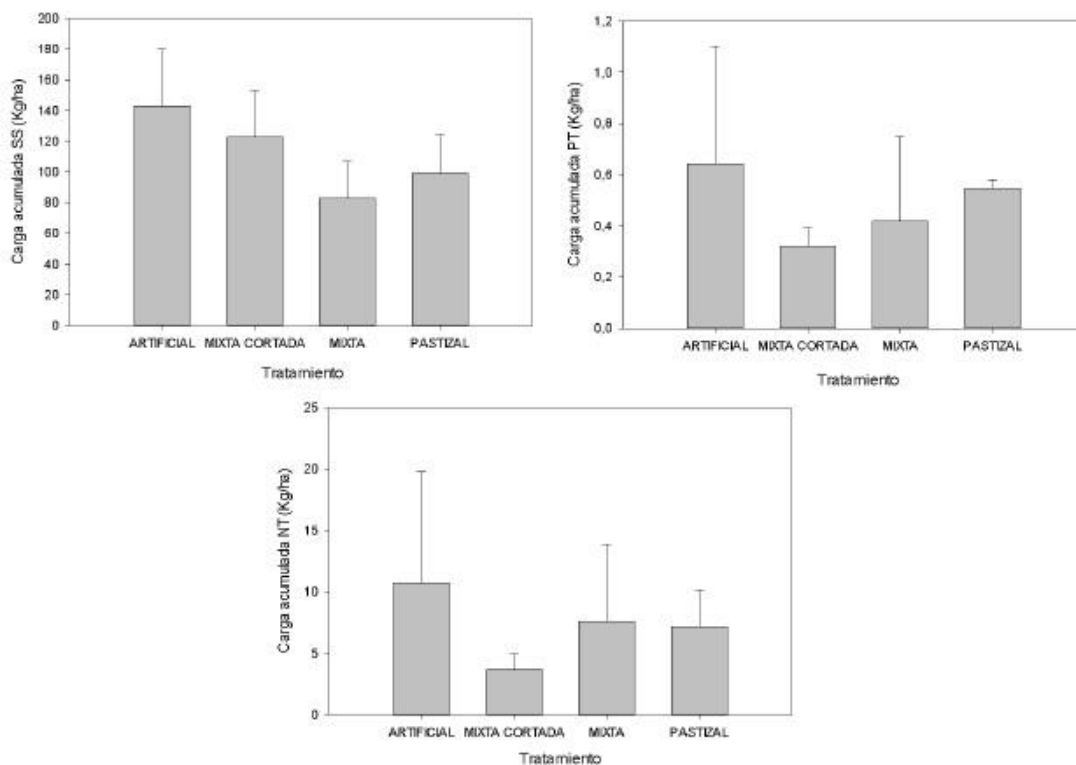 Carga acumulada SS (Kg/ha)
200
180
160
140
120
100
80
60
40
20
0
ARTIFICIAL MIXTA CORTADA MIXTA PASTIZAL
Tratamiento
Carga acumulada PT (Kg/ha)
1,2
1,0
0,8
0,6
0,4
0,2
0,0
ARTIFICIAL MIXTA CORTADA MIXTA PASTIZAL
Tratamiento
Carga acumulada NT (Kg/ha)
25
20
15
10
5
0
ARTIFICIAL MIXTA CORTADA MIXTA PASTIZAL
Tratamiento